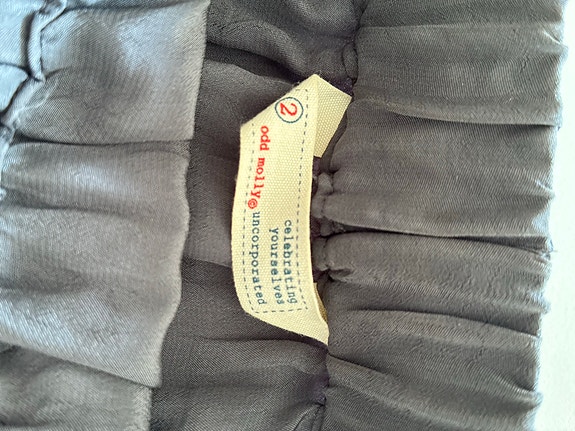 ②
celebrating
yourselves
odd molly® uncorporated